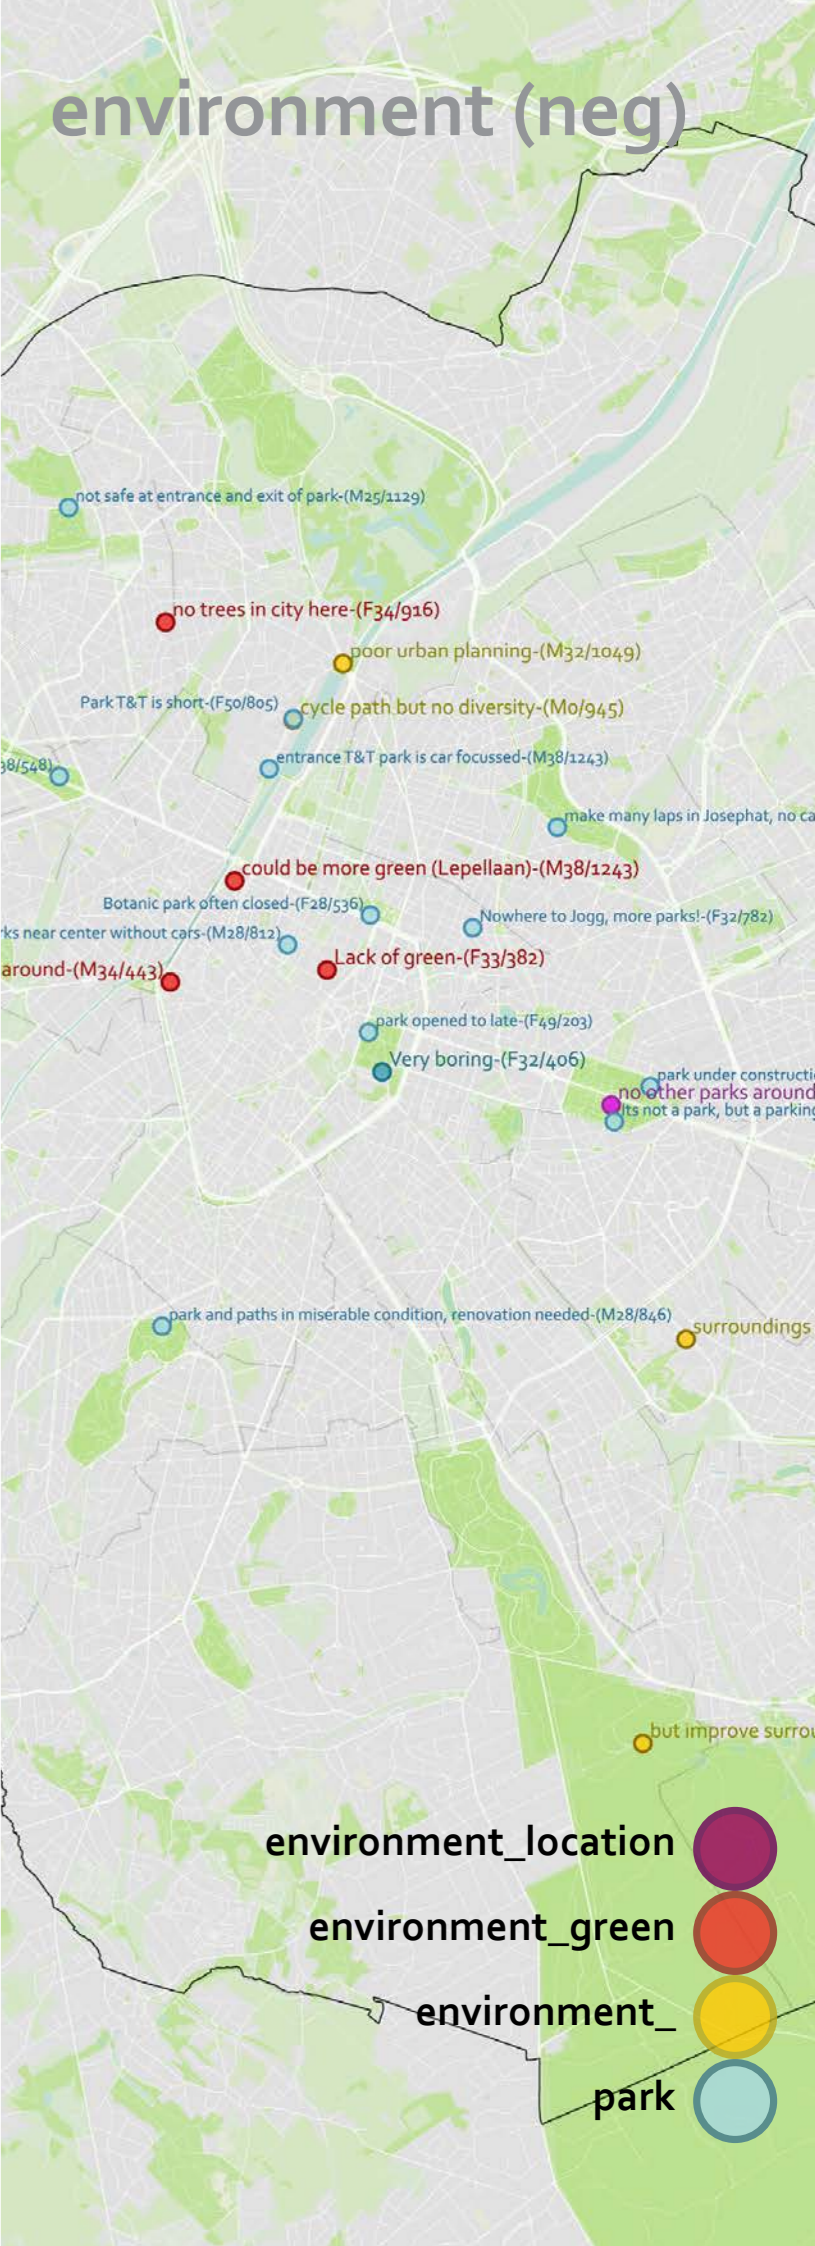 environment (neg)
not safe at entrance and exit of park-(M25/1129)
no trees in city here-(F34/916)
poor urban planning-(M32/1049)
Park T&T is short-(F50/805)
cycle path but no diversity-(M0/945)
entrance T&T park is car focussed-(M38/1243)
38/548)
make many laps in Josephat, no ca
could be more green (Lepellaan)-(M38/1243)
Botanic park often closed-(F28/536)
Nowhere to Jogg, more parks!-(F32/782)
rks near center without cars-(M28/812)
Lack of green-(F33/382)
around-(M34/443)
park opened to late-(F49/203)
Very boring-(F32/406)
park under constructi
no other parks around
Its not a park, but a parking
park and paths in miserable condition, renovation needed-(M28/846)
surroundings
but improve surrou
environment_location
environment_green
environment_
park